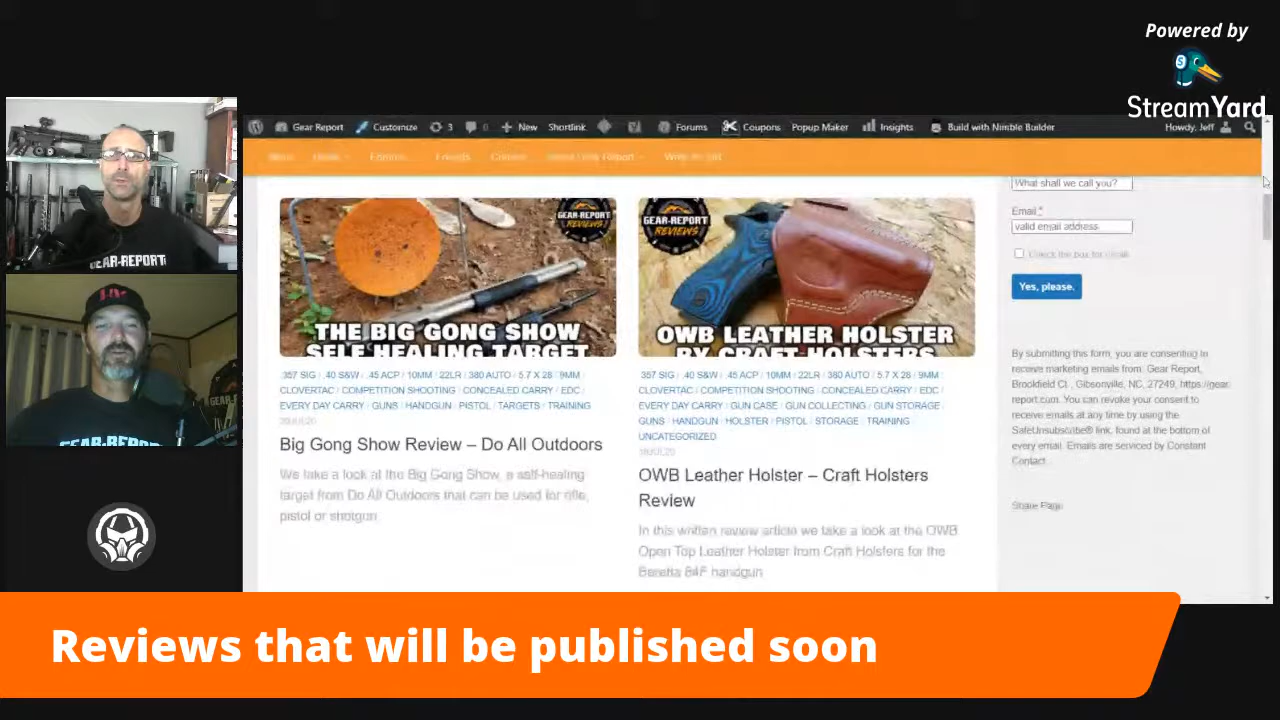 Powered by
StreamYard
Gear Report Customize 3 0 New Shortlink Forums Coupons Popup Maker Insights Build with Nimble Builder Howdy, Jeff
GEAR-REPORT
REVIEWS
THE BIG GONG SHOW
SELF HEALING TARGET
.357 SIG / .40 S&W / .45 ACP / 10MM / 22LR / 380 AUTO / 5.7 X 28 / 9MM /
CLOVERTAC / COMPETITION SHOOTING / CONCEALED CARRY / EDC /
EVERY DAY CARRY / GUNS / HANDGUN / PISTOL / TARGETS / TRAINING
Big Gong Show Review – Do All Outdoors
We take a look at the Big Gong Show, a self-healing
target from Do All Outdoors that can be used for rifle,
pistol or shotgun.
GEAR-REPORT
REVIEWS
OWB LEATHER HOLSTER
BY CRAFT HOLSTERS
.357 SIG / .40 S&W / .45 ACP / 10MM / 22LR / 380 AUTO / 5.7 X 28 / 9MM /
CLOVERTAC / COMPETITION SHOOTING / CONCEALED CARRY / EDC /
EVERY DAY CARRY / GUN CASE / GUN COLLECTING / GUN STORAGE /
GUNS / HANDGUN / HOLSTER / PISTOL / STORAGE / TRAINING /
UNCATEGORIZED
OWB Leather Holster – Craft Holsters
Review
In this written review article we take a look at the OWB
Open Top Leather Holster from Craft Holsters for the
Beretta 84F handgun
What shall we call you?
Email *
valid email address
Check the box for email
Yes, please.
By submitting this form, you are consenting to
receive marketing emails from: Gear Report,
Brookfield Ct., Gibsonville, NC, 27249, https://gear
report.com. You can revoke your consent to
receive emails at any time by using the
SafeUnsubscribe® link, found at the bottom of
every email. Emails are serviced by Constant
Contact
Share Page
GEAR-REPORT
GEAR-REPORT
Reviews that will be published soon